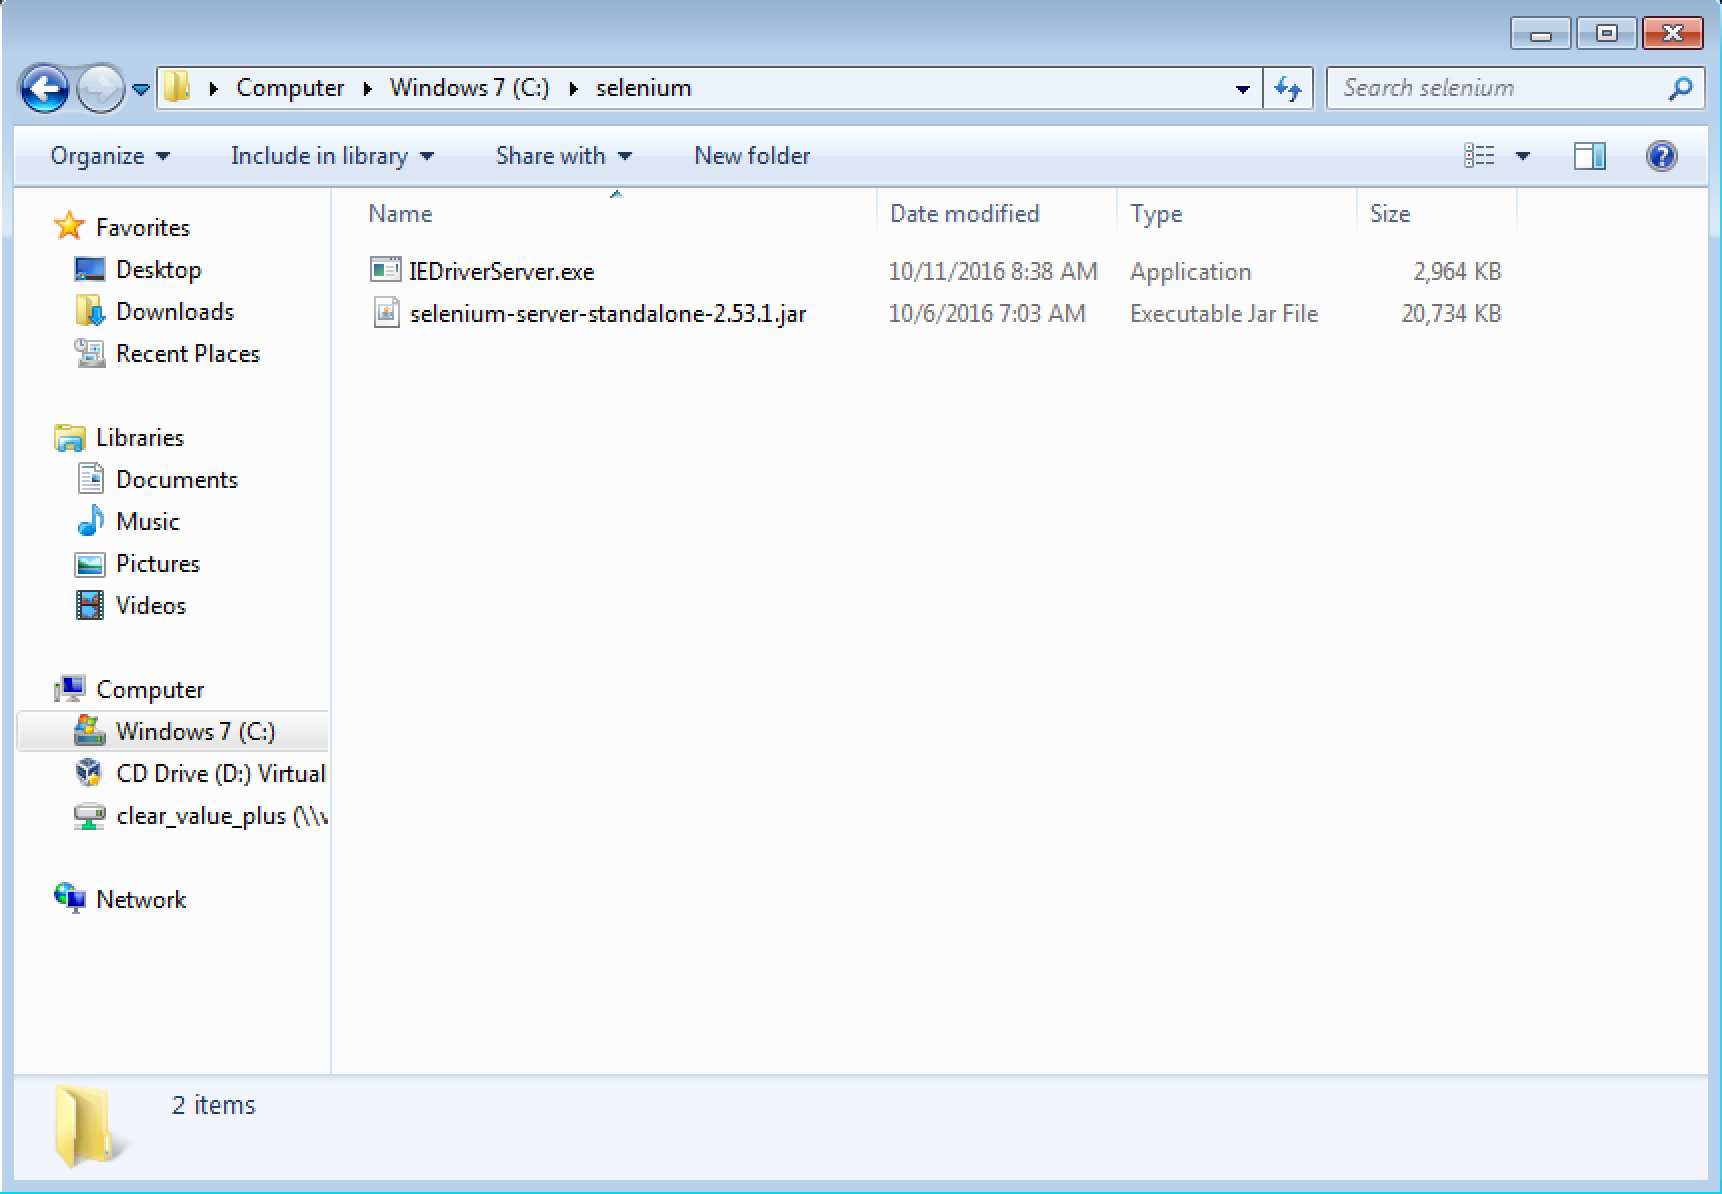 Computer ▸ Windows 7 (C:) ▸ selenium
Search selenium
Organize Include in library Share with New folder
Favorites
Desktop
Downloads
Recent Places
Libraries
Documents
Music
Pictures
Videos
Computer
Windows 7 (C:)
CD Drive (D:) Virtual
clear_value_plus (\\v
Network
Name Date modified Type Size
IEDriverServer.exe 10/11/2016 8:38 AM Application 2,964 KB
selenium-server-standalone-2.53.1.jar 10/6/2016 7:03 AM Executable Jar File 20,734 KB
2 items